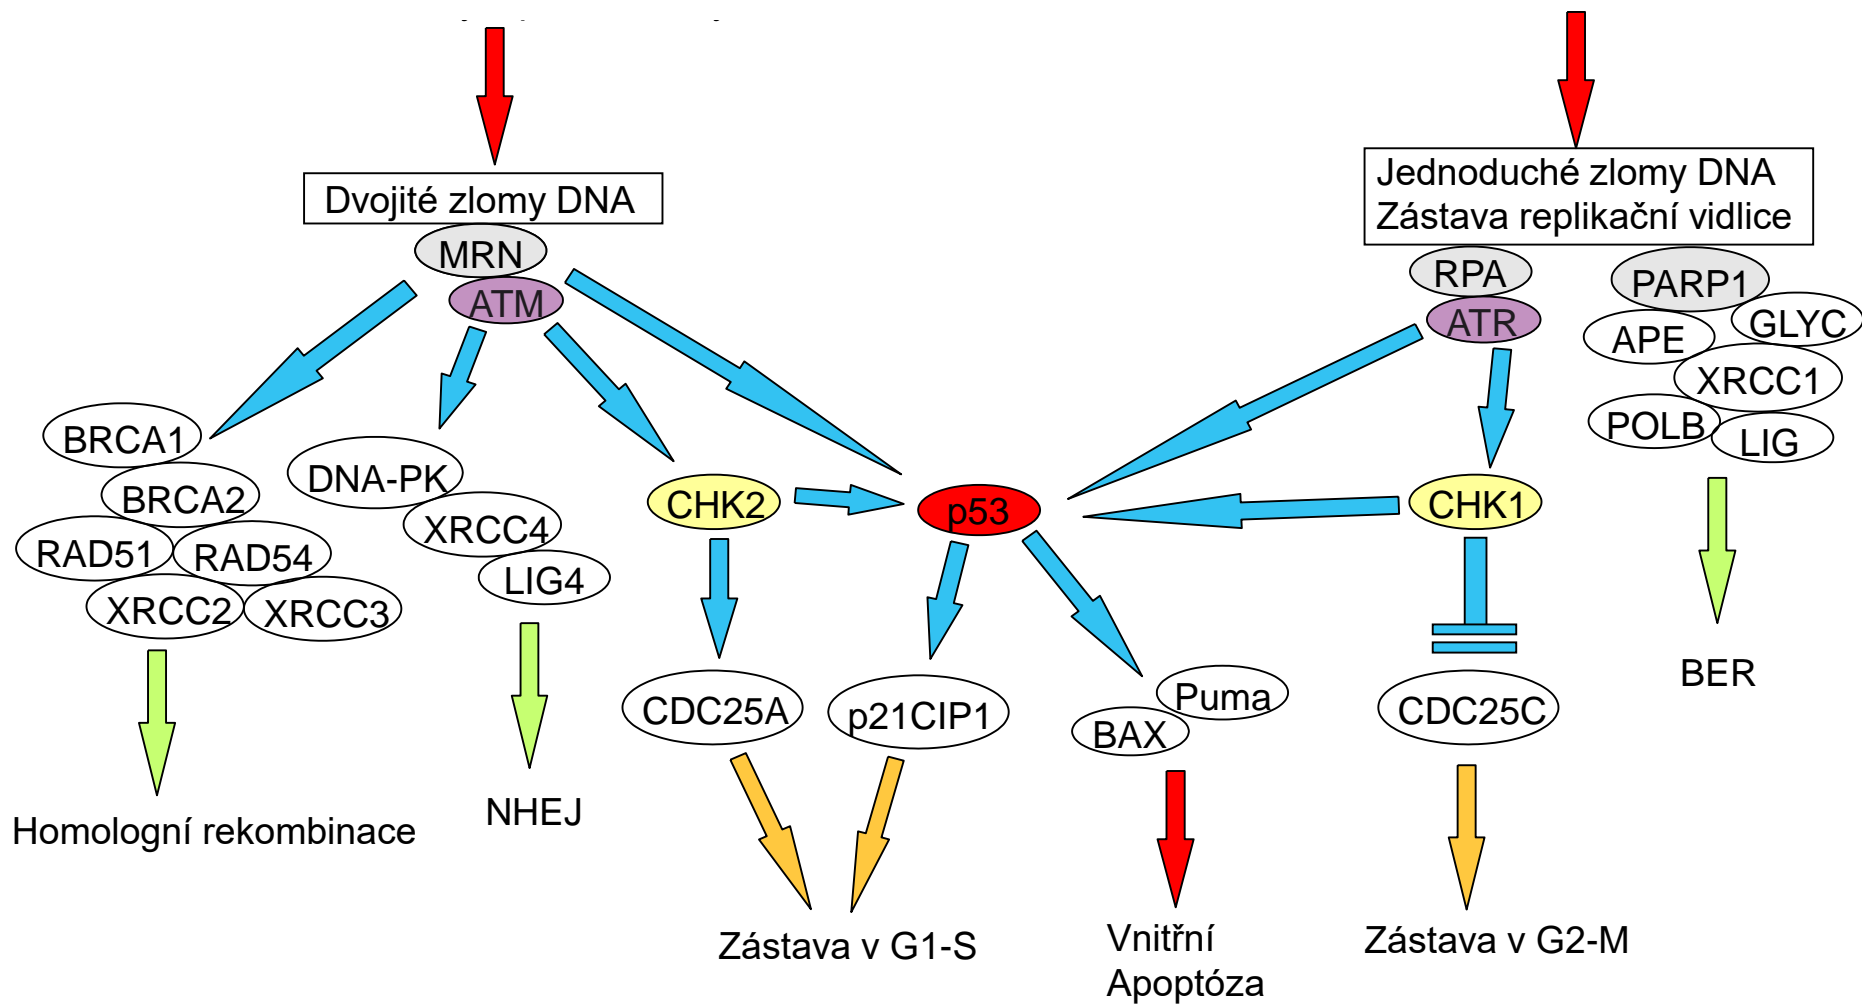 Dvojité zlomy DNA
Jednoduché zlomy DNA
Zástava replikační vidlice
MRN
ATM
RPA
ATR
PARP1
GLYC
APE
XRCC1
POLB
LIG
BRCA1
BRCA2
RAD51
RAD54
XRCC2
XRCC3
DNA-PK
XRCC4
LIG4
CHK2
p53
CHK1
CDC25A
p21CIP1
Puma
BAX
CDC25C
BER
Homologní rekombinace
NHEJ
Zástava v G1-S
Vnitřní
Apoptóza
Zástava v G2-M